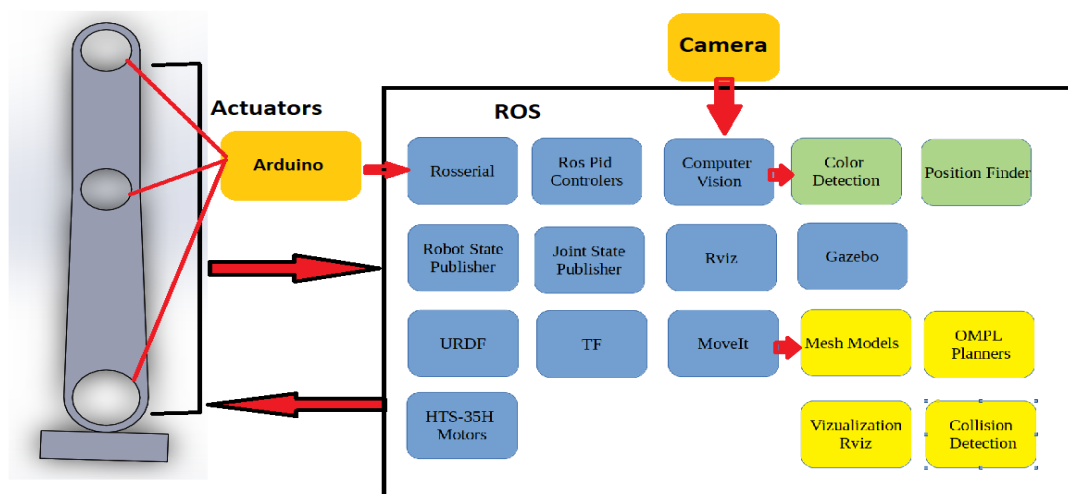 Camera
Actuators
ROS
Arduino
Rosserial
Ros Pid
Controlers
Computer
Vision
Color
Detection
Position Finder
Robot State
Publisher
Joint State
Publisher
Rviz
Gazebo
URDF
TF
MoveIt
Mesh Models
OMPL
Planners
HTS-35H
Motors
Vizualization
Rviz
Collision
Detection